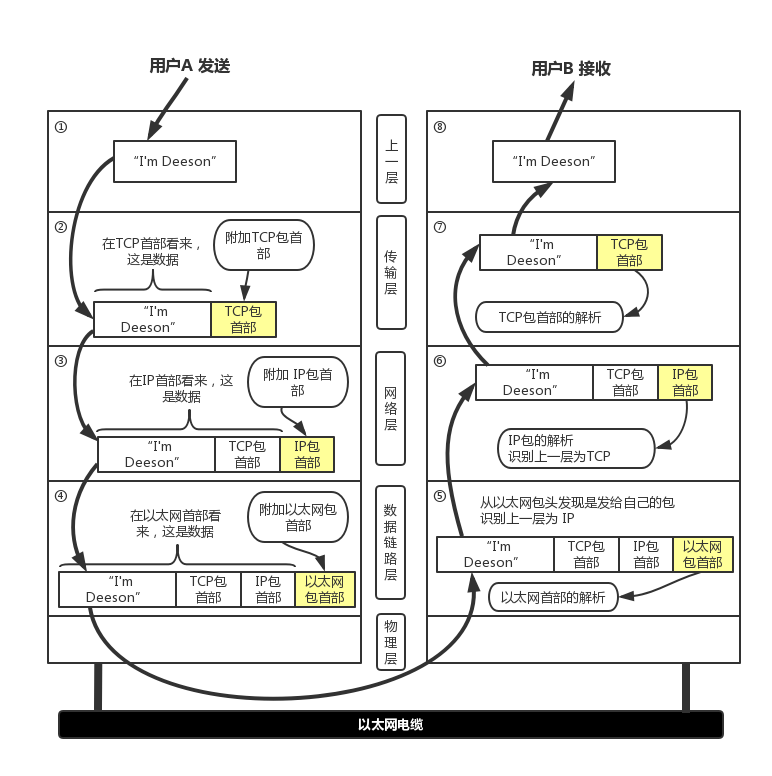 用户A 发送
用户B 接收
①
“I'm Deeson”
上
一
层
⑧
“I'm Deeson”
②
在TCP首部看来，
这是数据
附加TCP包首
部
“I'm
Deeson”
TCP包
首部
传
输
层
⑦
“I'm
Deeson”
TCP包
首部
TCP包首部的解析
③
在IP首部看来，这
是数据
附加 IP包首
部
“I'm
Deeson”
TCP包
首部
IP包
首部
网
络
层
⑥
“I'm
Deeson”
TCP包
首部
IP包
首部
IP包的解析
识别上一层为TCP
④
在以太网首部看
来，这是数据
附加以太网包
首部
“I'm
Deeson”
TCP包
首部
IP包
首部
以太网
包首部
数
据
链
路
层
⑤
从以太网包头发现是发给自己的包
识别上一层为 IP
“I'm
Deeson”
TCP包
首部
IP包
首部
以太网
包首部
以太网首部的解析
物
理
层
以太网电缆